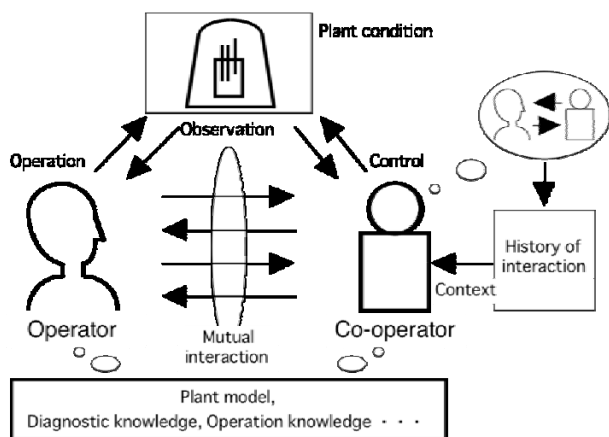 Plant condition
Observation
Operation
Control
History of
interaction
Context
Operator
Mutual
interaction
Co-operator
Plant model,
Diagnostic knowledge, Operation knowledge · · ·